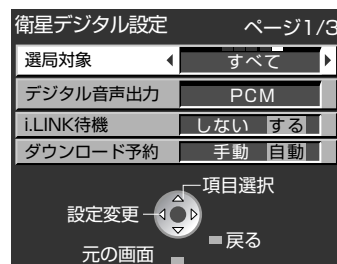 衛星デジタル設定 ページ1/3
選局対象 すべて
デジタル音声出力 PCM
i.LINK待機 しない する
ダウンロード予約 手動 自動
項目選択
設定変更
戻る
元の画面